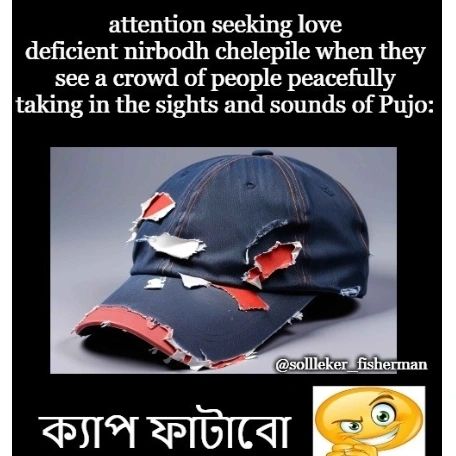 attention seeking love
deficient nirbodh chelepile when they
see a crowd of people peacefully
taking in the sights and sounds of Pujo:
@sollleker_fisherman
ক্যাপ ফাটাবো